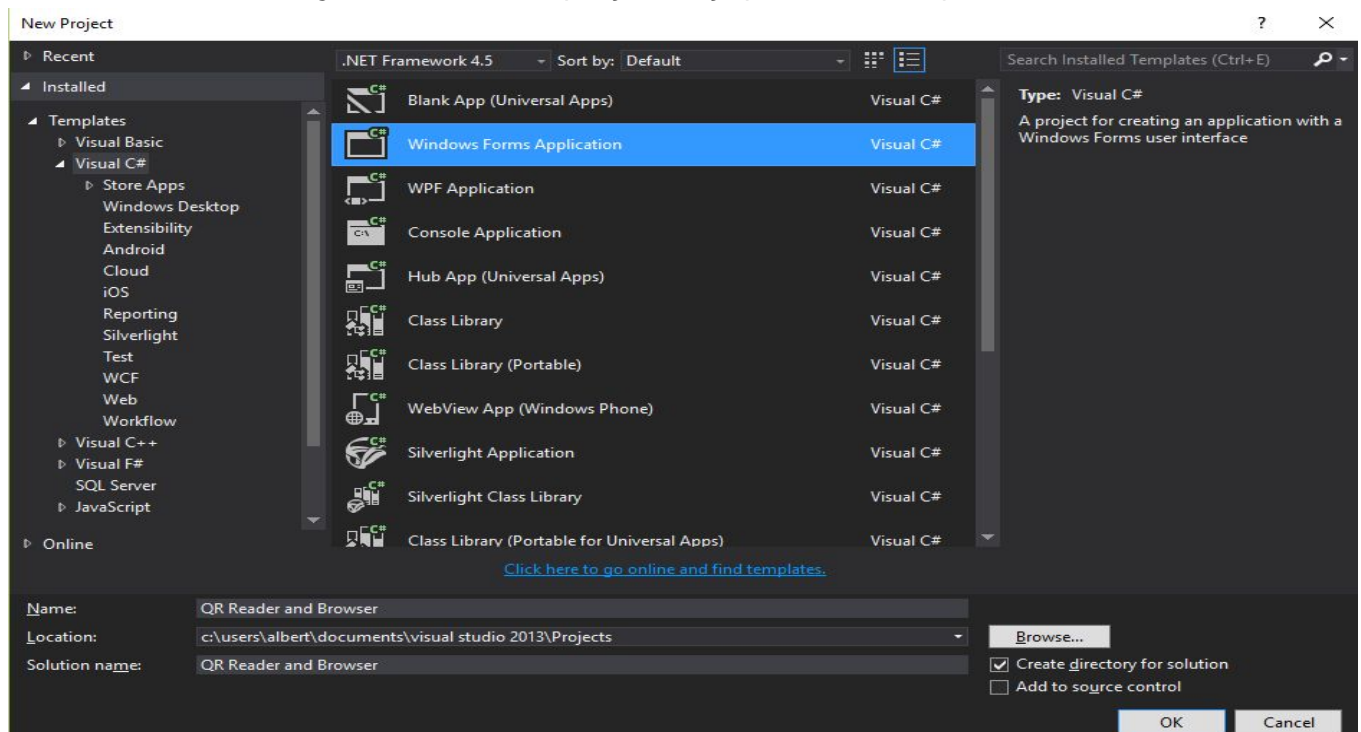 New Project
?
Recent
.NET Framework 4.5
Sort by: Default
Search Installed Templates (Ctrl+E)
Installed
Templates
Visual Basic
Visual C#
Store Apps
Windows Desktop
Extensibility
Android
Cloud
iOS
Reporting
Silverlight
Test
WCF
Web
Workflow
Visual C++
Visual F#
SQL Server
JavaScript
Online
Blank App (Universal Apps) Visual C#
Windows Forms Application Visual C#
WPF Application Visual C#
Console Application Visual C#
Hub App (Universal Apps) Visual C#
Class Library Visual C#
Class Library (Portable) Visual C#
WebView App (Windows Phone) Visual C#
Silverlight Application Visual C#
Silverlight Class Library Visual C#
Class Library (Portable for Universal Apps) Visual C#
Click here to go online and find templates.
Type: Visual C#
A project for creating an application with a
Windows Forms user interface
Name: QR Reader and Browser
Location: c:\users\albert\documents\visual studio 2013\Projects
Browse...
Solution name: QR Reader and Browser
Create directory for solution
Add to source control
OK
Cancel